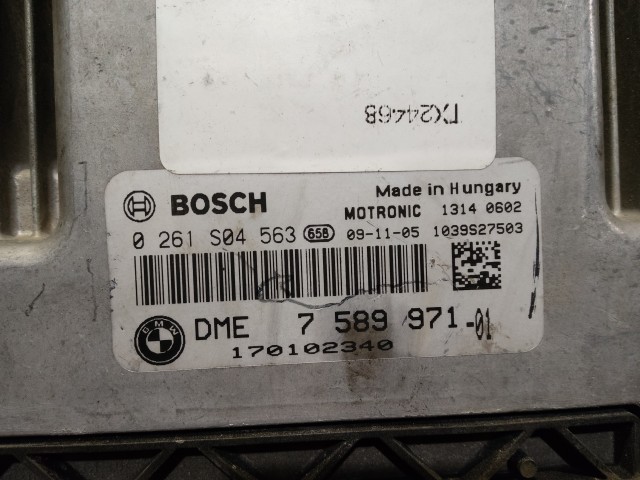 ГX24468
BOSCH Made in Hungary
MOTRONIC 1314 0602
0 261 S04 563 658 09-11-05 1039S27503
BMW
DME 7 589 971-01
170102340